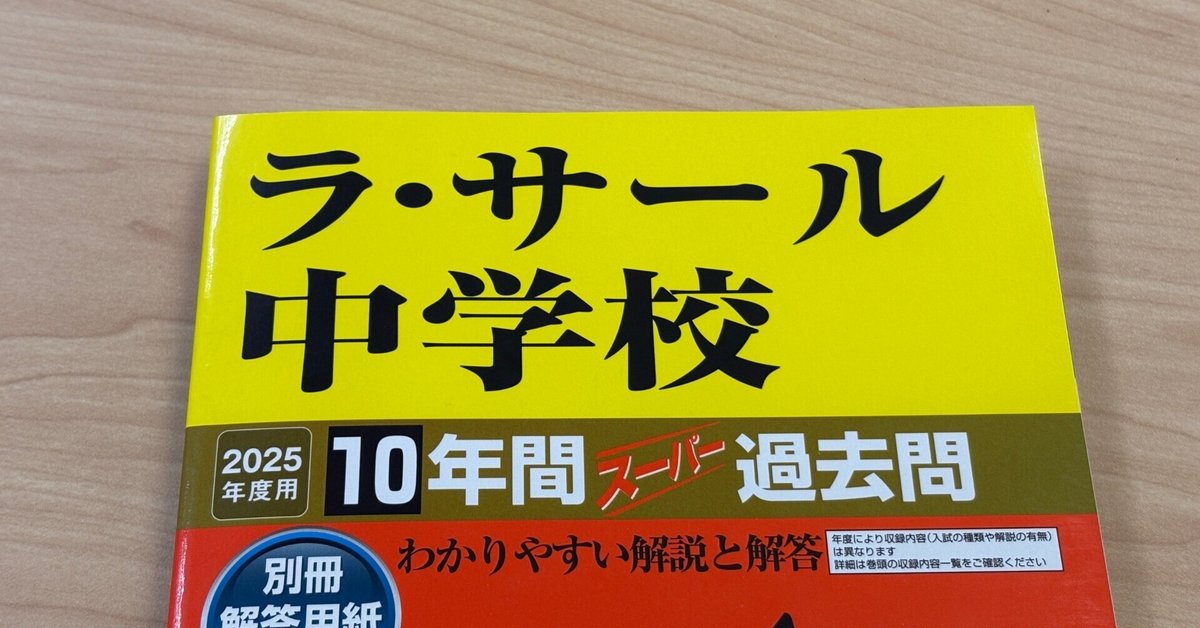 ラ・サール
中学校
2025
年度用
10年間スーパー過去問
わかりやすい解説と解答
年度により収録内容(入試の種類や解説の有無)
は異なります
詳細は巻頭の収録内容一覧をご確認ください
別冊
解答用紙